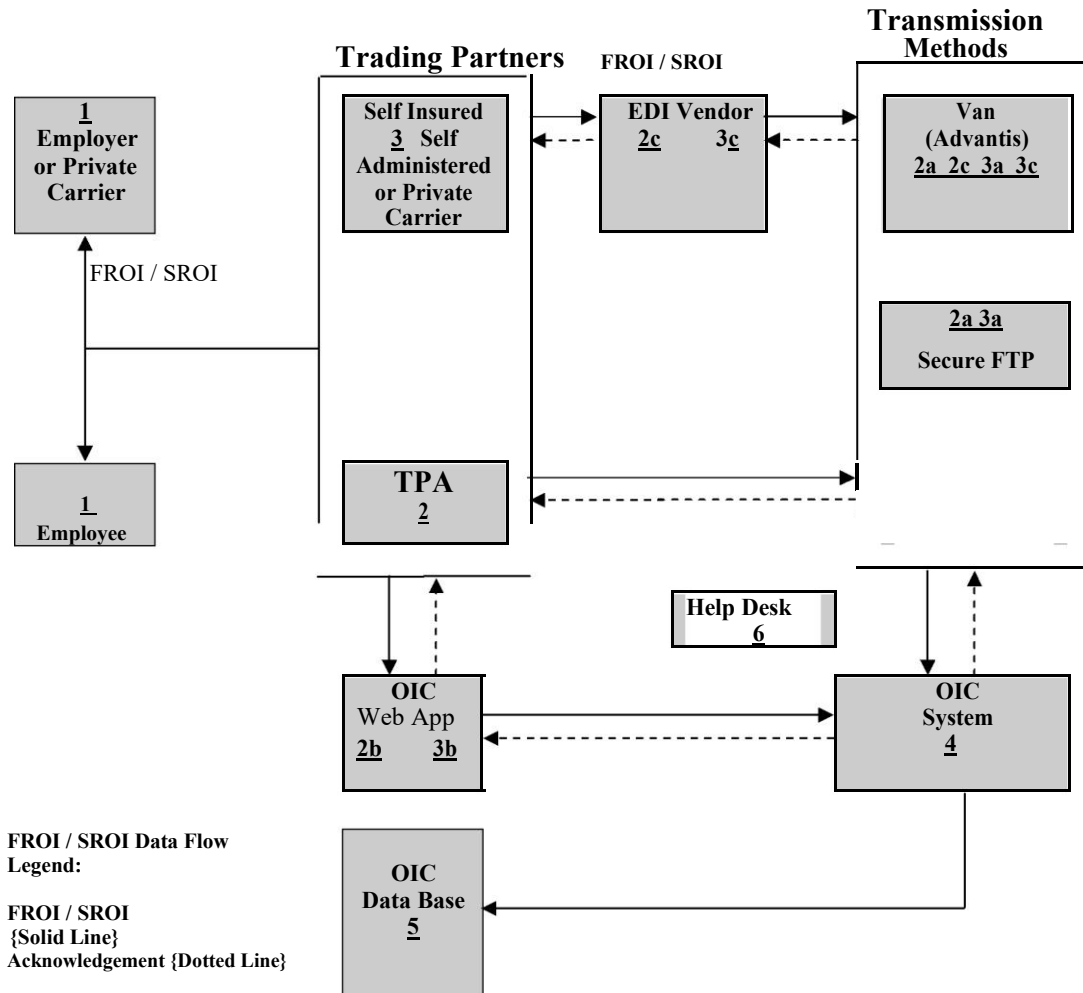 Transmission
Methods
Trading Partners
FROI / SROI
1
Employer
or Private
Carrier
Self Insured
3 Self
Administered
or Private
Carrier
EDI Vendor
2c 3c
Van
(Advantis)
2a 2c 3a 3c
FROI / SROI
2a 3a
Secure FTP
1
Employee
TPA
2
Help Desk
6
OIC
Web App
2b 3b
OIC
System
4
FROI / SROI Data Flow
Legend:
FROI / SROI
{Solid Line}
Acknowledgement {Dotted Line}
OIC
Data Base
5